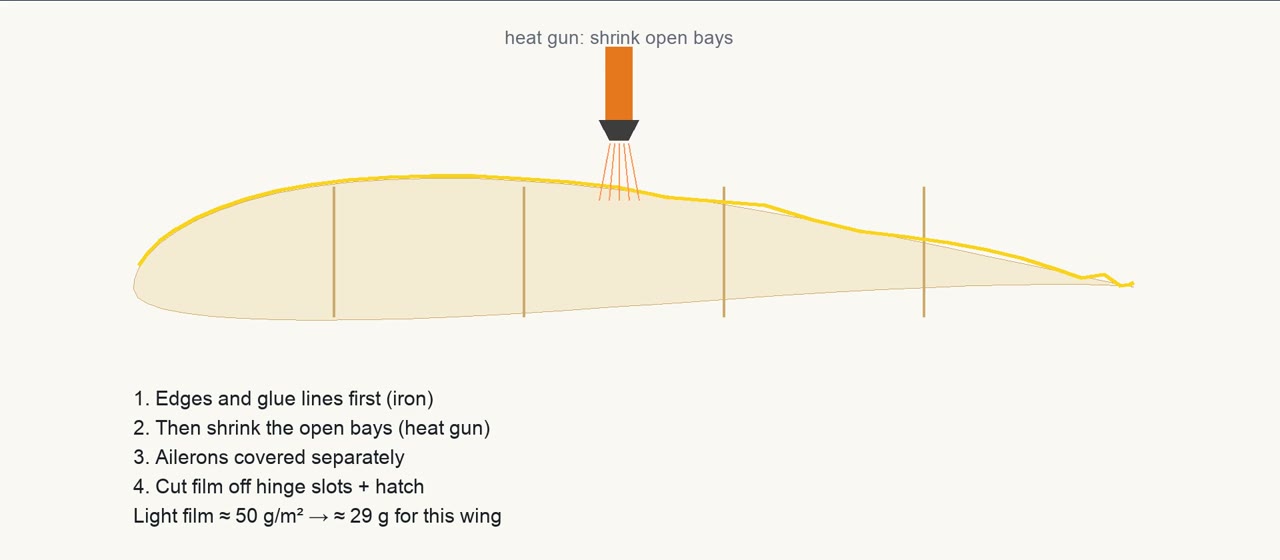 heat gun: shrink open bays
1. Edges and glue lines first (iron)
2. Then shrink the open bays (heat gun)
3. Ailerons covered separately
4. Cut film off hinge slots + hatch
Light film ≈ 50 g/m² → ≈ 29 g for this wing